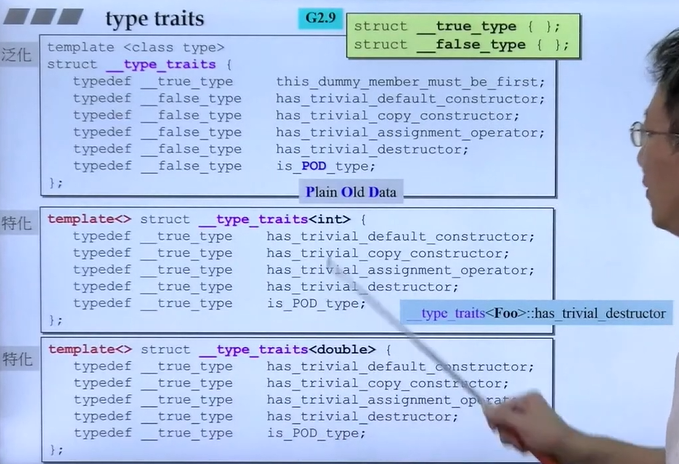 type traits
G2.9
struct __true_type { };
struct __false_type { };
泛化
template <class type>
struct __type_traits {
typedef __true_type this_dummy_member_must_be_first;
typedef __false_type has_trivial_default_constructor;
typedef __false_type has_trivial_copy_constructor;
typedef __false_type has_trivial_assignment_operator;
typedef __false_type has_trivial_destructor;
typedef __false_type is_POD_type;
};
Plain Old Data
特化
template<> struct __type_traits<int> {
typedef __true_type has_trivial_default_constructor;
typedef __true_type has_trivial_copy_constructor;
typedef __true_type has_trivial_assignment_operator;
typedef __true_type has_trivial_destructor;
typedef __true_type is_POD_type;
};
__type_traits<Foo>::has_trivial_destructor
特化
template<> struct __type_traits<double> {
typedef __true_type has_trivial_default_constructor;
typedef __true_type has_trivial_copy_constructor;
typedef __true_type has_trivial_assignment_operat
typedef __true_type has_trivial_destructor;
typedef __true_type is_POD_type;
};